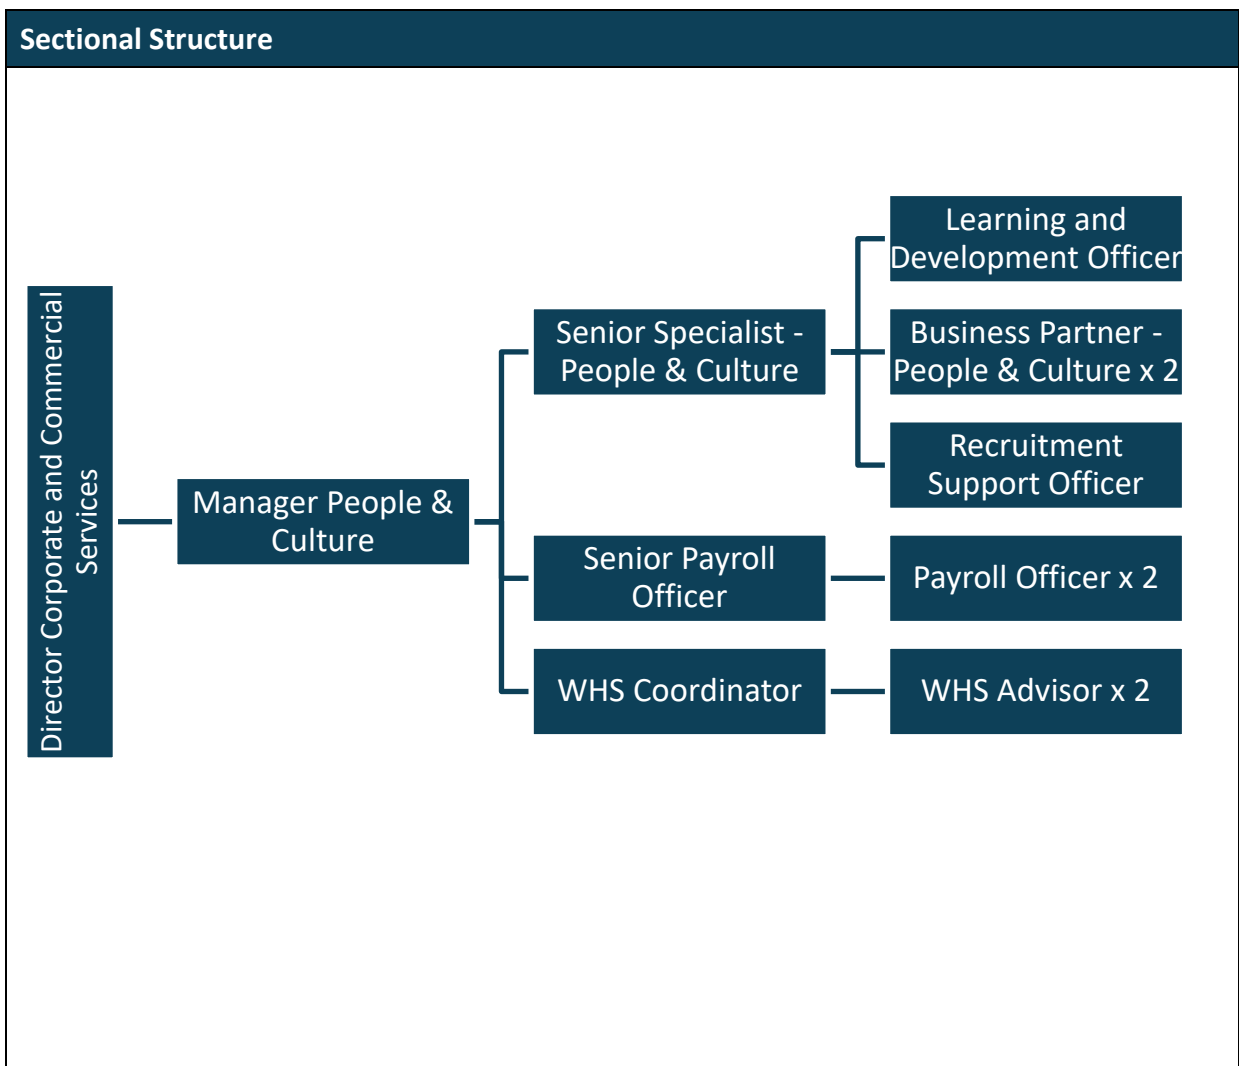 Sectional Structure
Director Corporate and Commercial
Services
Manager People &
Culture
Senior Specialist -
People & Culture
Learning and
Development Officer
Business Partner -
People & Culture x 2
Recruitment
Support Officer
Senior Payroll
Officer
Payroll Officer x 2
WHS Coordinator
WHS Advisor x 2